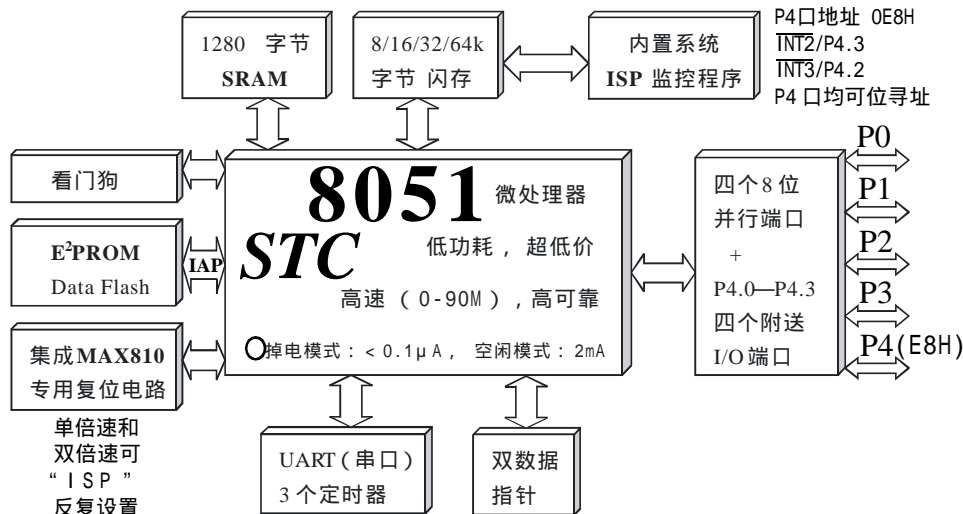 1280 字节
SRAM
8/16/32/64k
字节 闪存
内置系统
ISP 监控程序
P4口地址 0E8H
INT2/P4.3
INT3/P4.2
P4 口均可位寻址
看门狗
E²PROM
Data Flash
IAP
集成MAX810
专用复位电路
单倍速和
双倍速可
“ISP”
反复设置
8051 微处理器
STC 低功耗，超低价
高速（0-90M），高可靠
掉电模式：< 0.1μA， 空闲模式：2mA
四个8 位
并行端口
+
P4.0—P4.3
四个附送
I/O 端口
P0
P1
P2
P3
P4(E8H)
UART（串口）
3 个定时器
双数据
指针